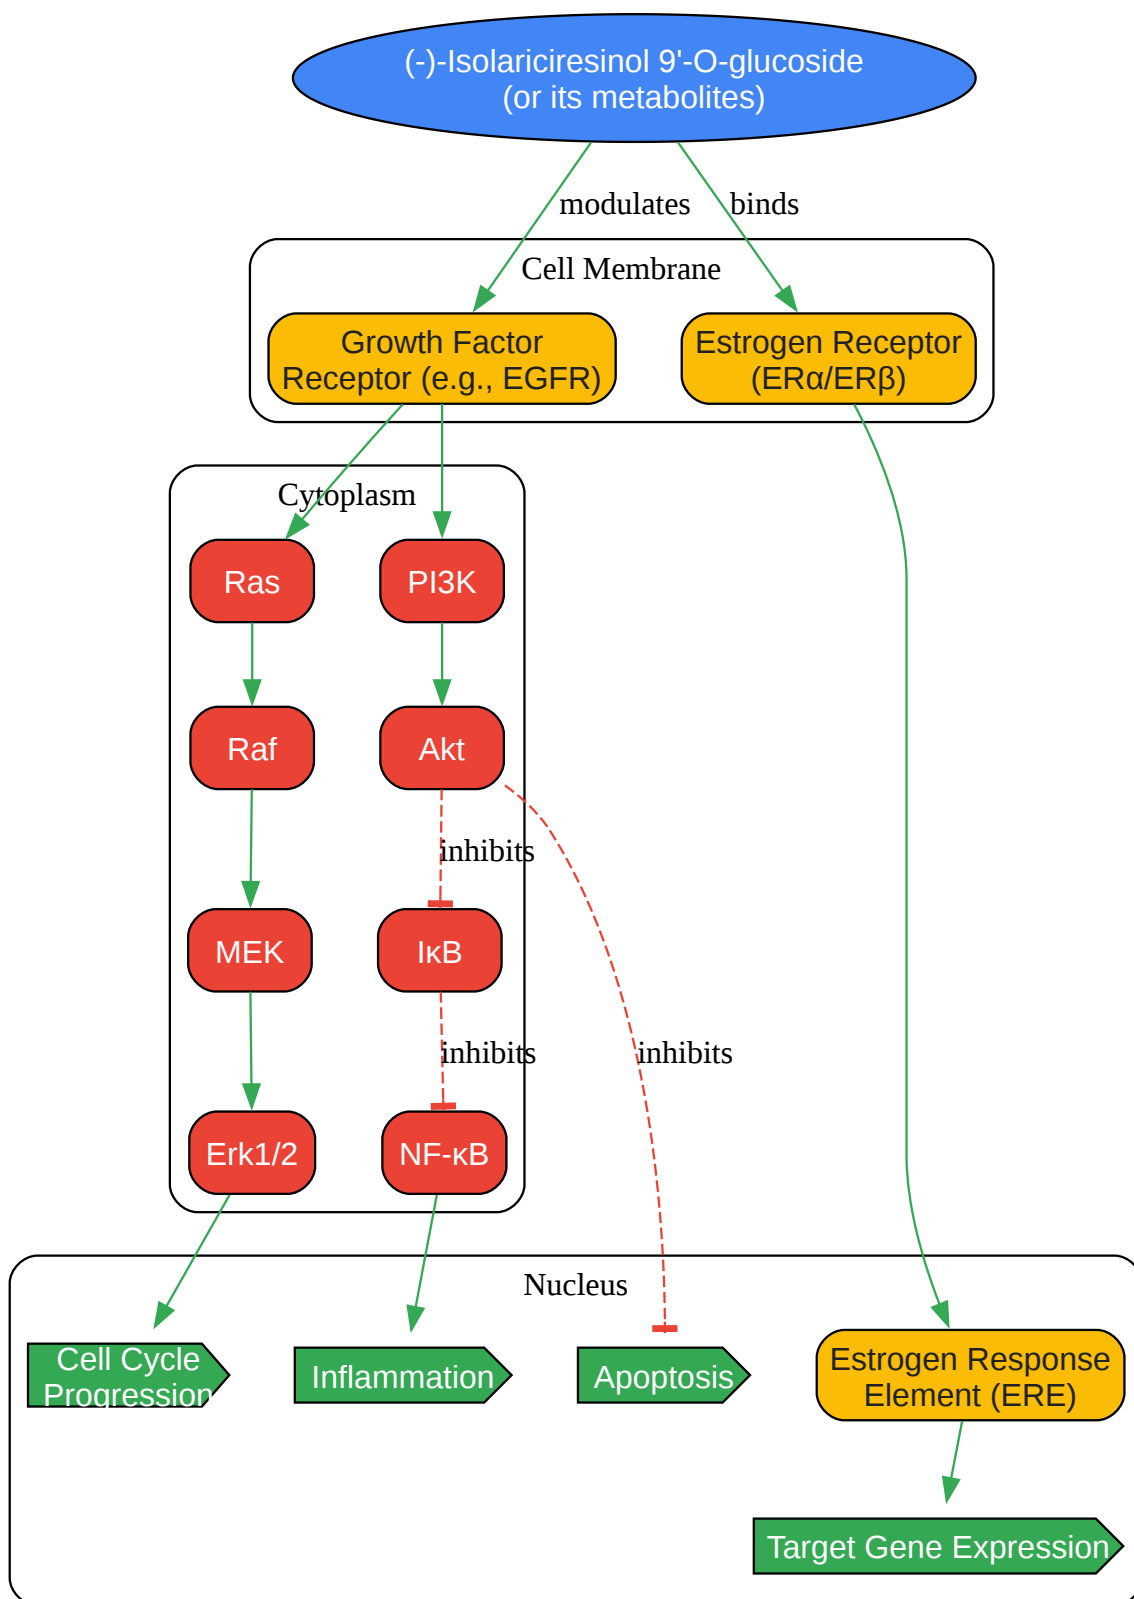 (-)-Isolariciresinol 9'-O-glucoside
(or its metabolites)
modulates
binds
Cell Membrane
Growth Factor
Receptor (e.g., EGFR)
Estrogen Receptor
(ERα/ERβ)
Cytoplasm
Ras
PI3K
Raf
Akt
inhibits
MEK
IκB
inhibits
inhibits
Erk1/2
NF-κB
Nucleus
Cell Cycle
Progression
Inflammation
Apoptosis
Estrogen Response
Element (ERE)
Target Gene Expression